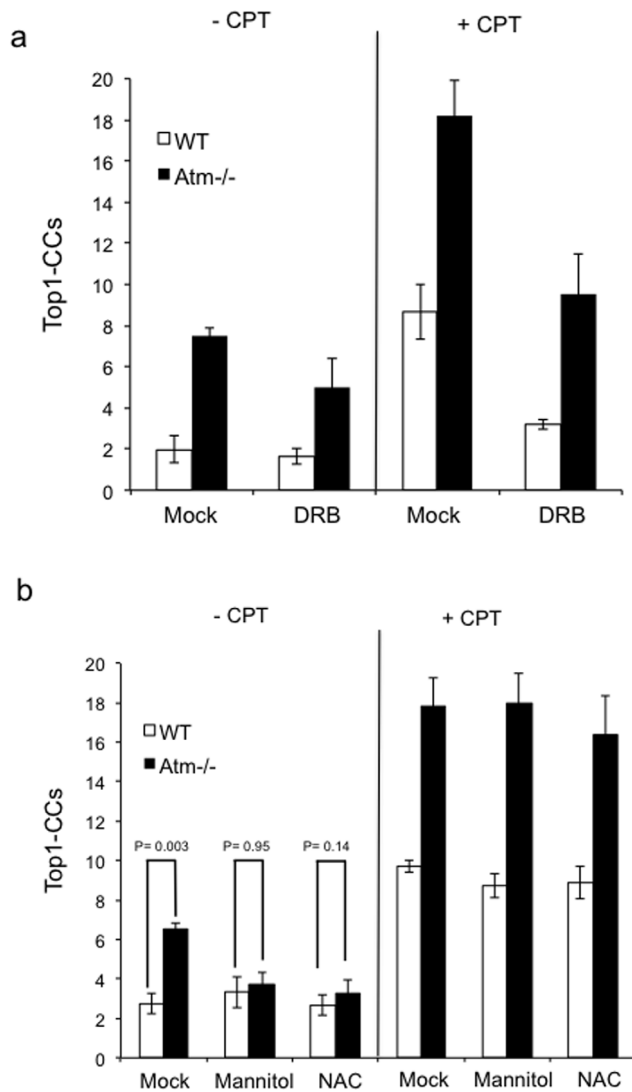 a
- CPT
+ CPT
20
18
16
14
12
10
8
6
4
2
0
Top1-CCs
WT
Atm-/-
Mock
DRB
Mock
DRB
b
- CPT
+ CPT
20
18
16
14
12
10
8
6
4
2
0
Top1-CCs
WT
Atm-/-
P= 0.003
P= 0.95
P= 0.14
Mock
Mannitol
NAC
Mock
Mannitol
NAC